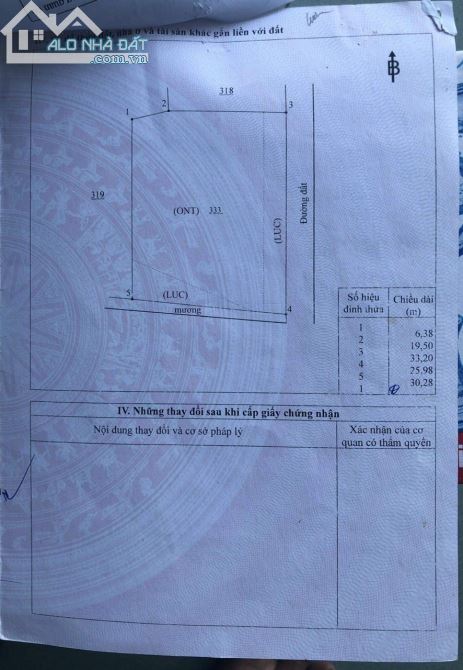 ALO NHÀ ĐẤT
nhà ở và tài sản khác gắn liền với đất
B
318
1
2
3
319
(ONT) 333
(LUC)
Đường đất
5
(LUC)
4
mương
Số hiệu đỉnh thửa
Chiều dài (m)
1
6,38
2
19,50
3
33,20
4
25,98
5
30,28
1
IV. Những thay đổi sau khi cấp giấy chứng nhận
Nội dung thay đổi và cơ sở pháp lý
Xác nhận của cơ
quan có thẩm quyền